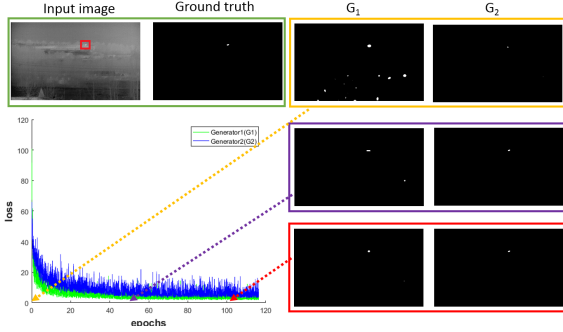 Input image
Ground truth
G1
G2
120
100
80
60
40
20
0
loss
Generator1(G1)
Generator2(G2)
0
20
40
60
80
100
120
epochs